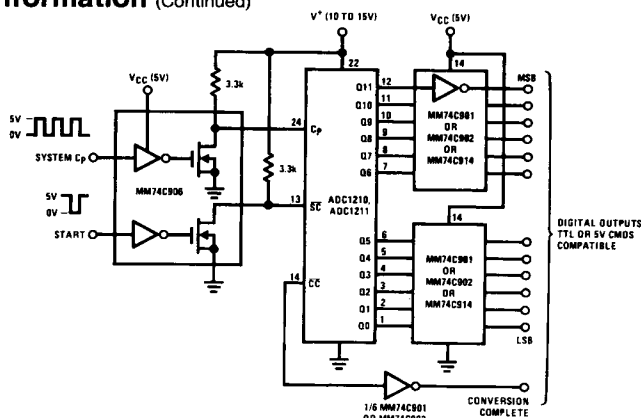 nformation (Continued)
V+ (10 TO 15V)
VCC (5V)
VCC (5V)
5V
0V
SYSTEM CP
MM74C906
5V
0V
START
3.3k
3.3k
22
24
CP
13
SC
14
CC
ADC1210,
ADC1211
Q11
12
Q10
11
Q9
10
Q8
9
Q7
8
Q6
7
Q5
6
Q4
5
Q3
4
Q2
3
Q1
2
Q0
1
14
MM74C901
OR
MM74C902
OR
MM74C914
14
MM74C901
OR
MM74C902
OR
MM74C914
MSB
LSB
DIGITAL OUTPUTS
TTL OR 5V CMOS
COMPATIBLE
1/6 MM74C901
OR MM74C902
CONVERSION
COMPLETE